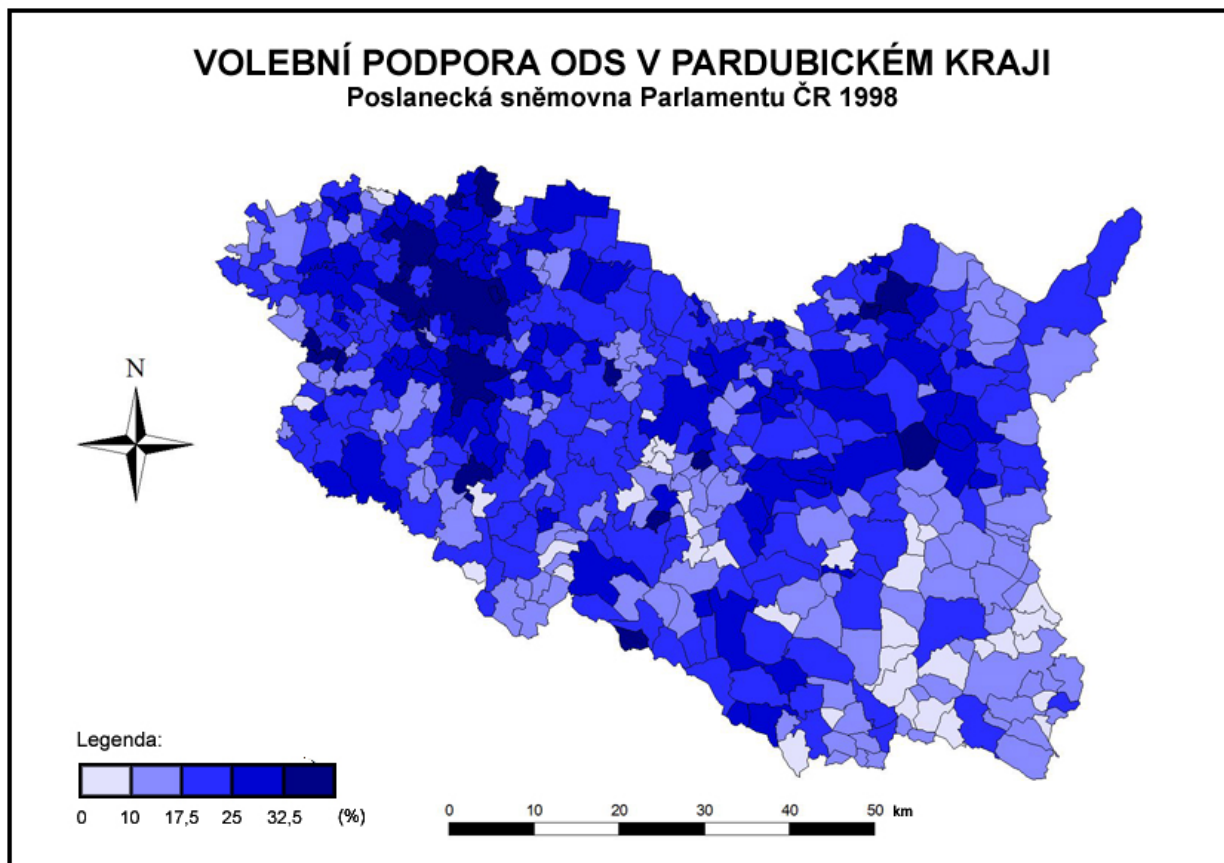 VOLEBNÍ PODPORA ODS V PARDUBICKÉM KRAJI
Poslanecká sněmovna Parlamentu ČR 1998
N
Legenda:
0 10 17,5 25 32,5 (%)
0 10 20 30 40 50 km